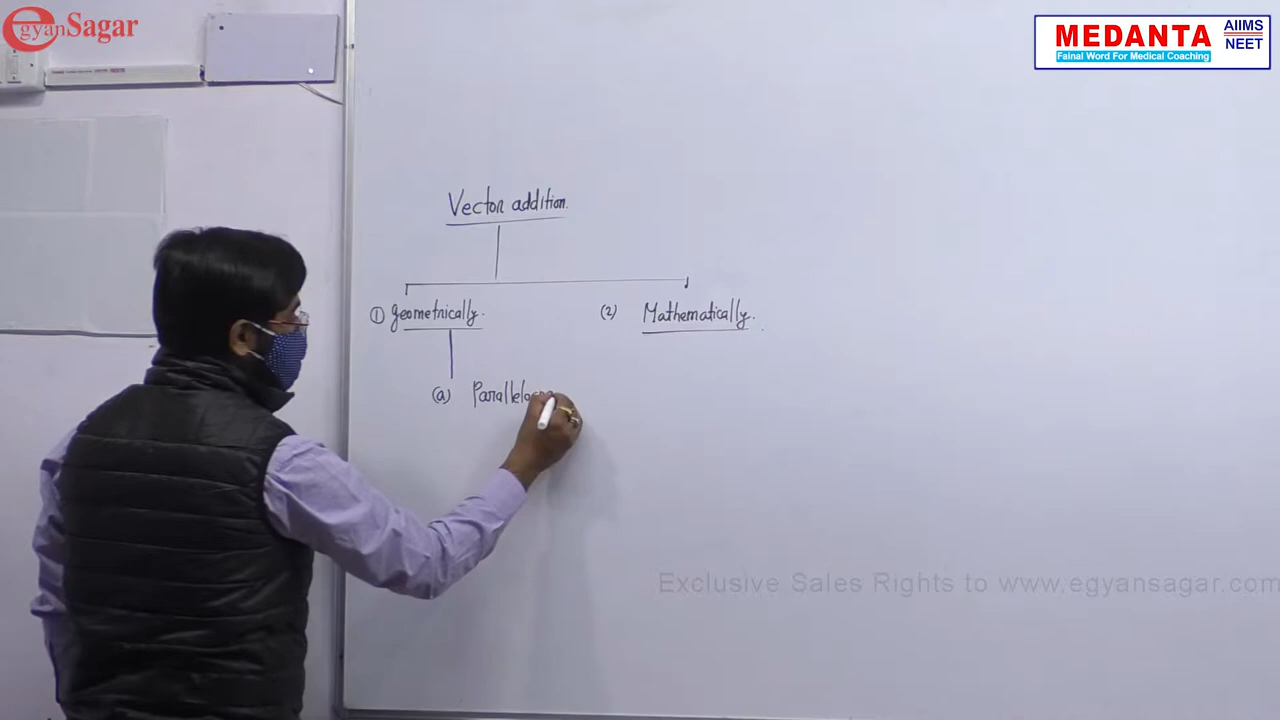 egyanSagar
MEDANTA
AIIMS
NEET
Fainal Word For Medical Coaching
Vector addition.
① Geometrically.
(2) Mathematically.
(a) Parallelogra
Exclusive Sales Rights to www.egyansagar.com